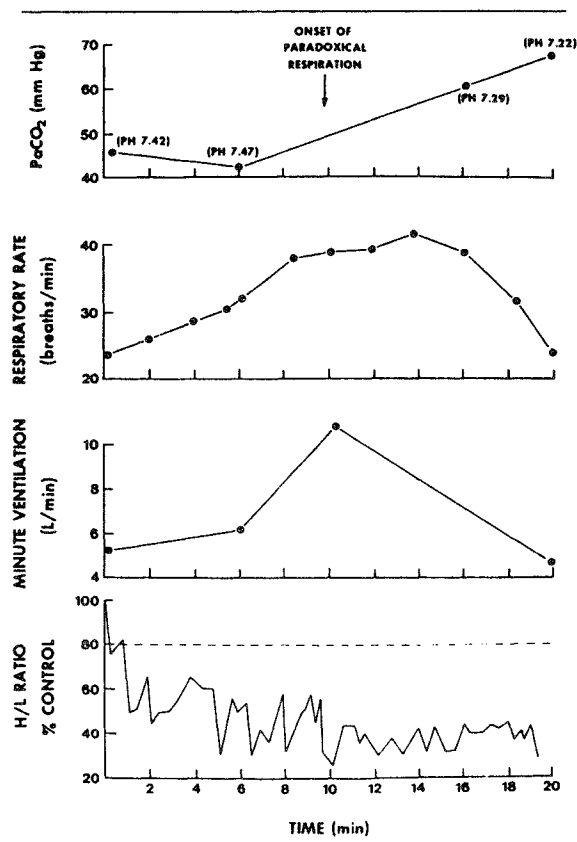 ONSET OF
PARADOXICAL
RESPIRATION
PaCO2 (mm Hg)
70
60
50
40
(PH 7.42)
(PH 7.47)
(PH 7.29)
(PH 7.22)
RESPIRATORY RATE
(breaths/min)
40
30
20
MINUTE VENTILATION
(L/min)
10
8
6
4
H/L RATIO
% CONTROL
100
80
60
40
20
2 4 6 8 10 12 14 16 18 20
TIME (min)